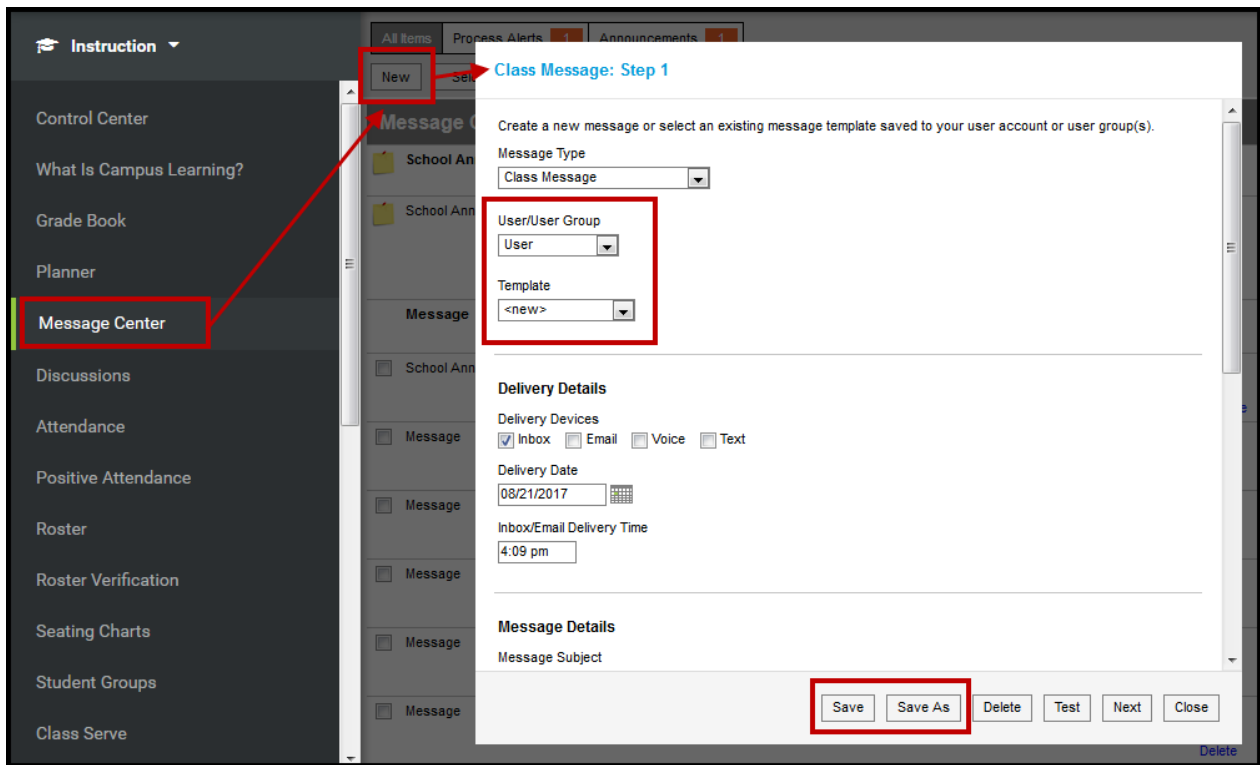 Instruction
Control Center
What Is Campus Learning?
Grade Book
Planner
Message Center
Discussions
Attendance
Positive Attendance
Roster
Roster Verification
Seating Charts
Student Groups
Class Serve
All Items Process Alerts 1 Announcements 1
New
Message
School Ann
School Ann
Message
School Ann
Message
Message
Message
Message
Message
Delete
Class Message: Step 1
Create a new message or select an existing message template saved to your user account or user group(s).
Message Type
Class Message
User/User Group
User
Template
<new>
Delivery Details
Delivery Devices
Inbox Email Voice Text
Delivery Date
08/21/2017
Inbox/Email Delivery Time
4:09 pm
Message Details
Message Subject
Save Save As Delete Test Next Close